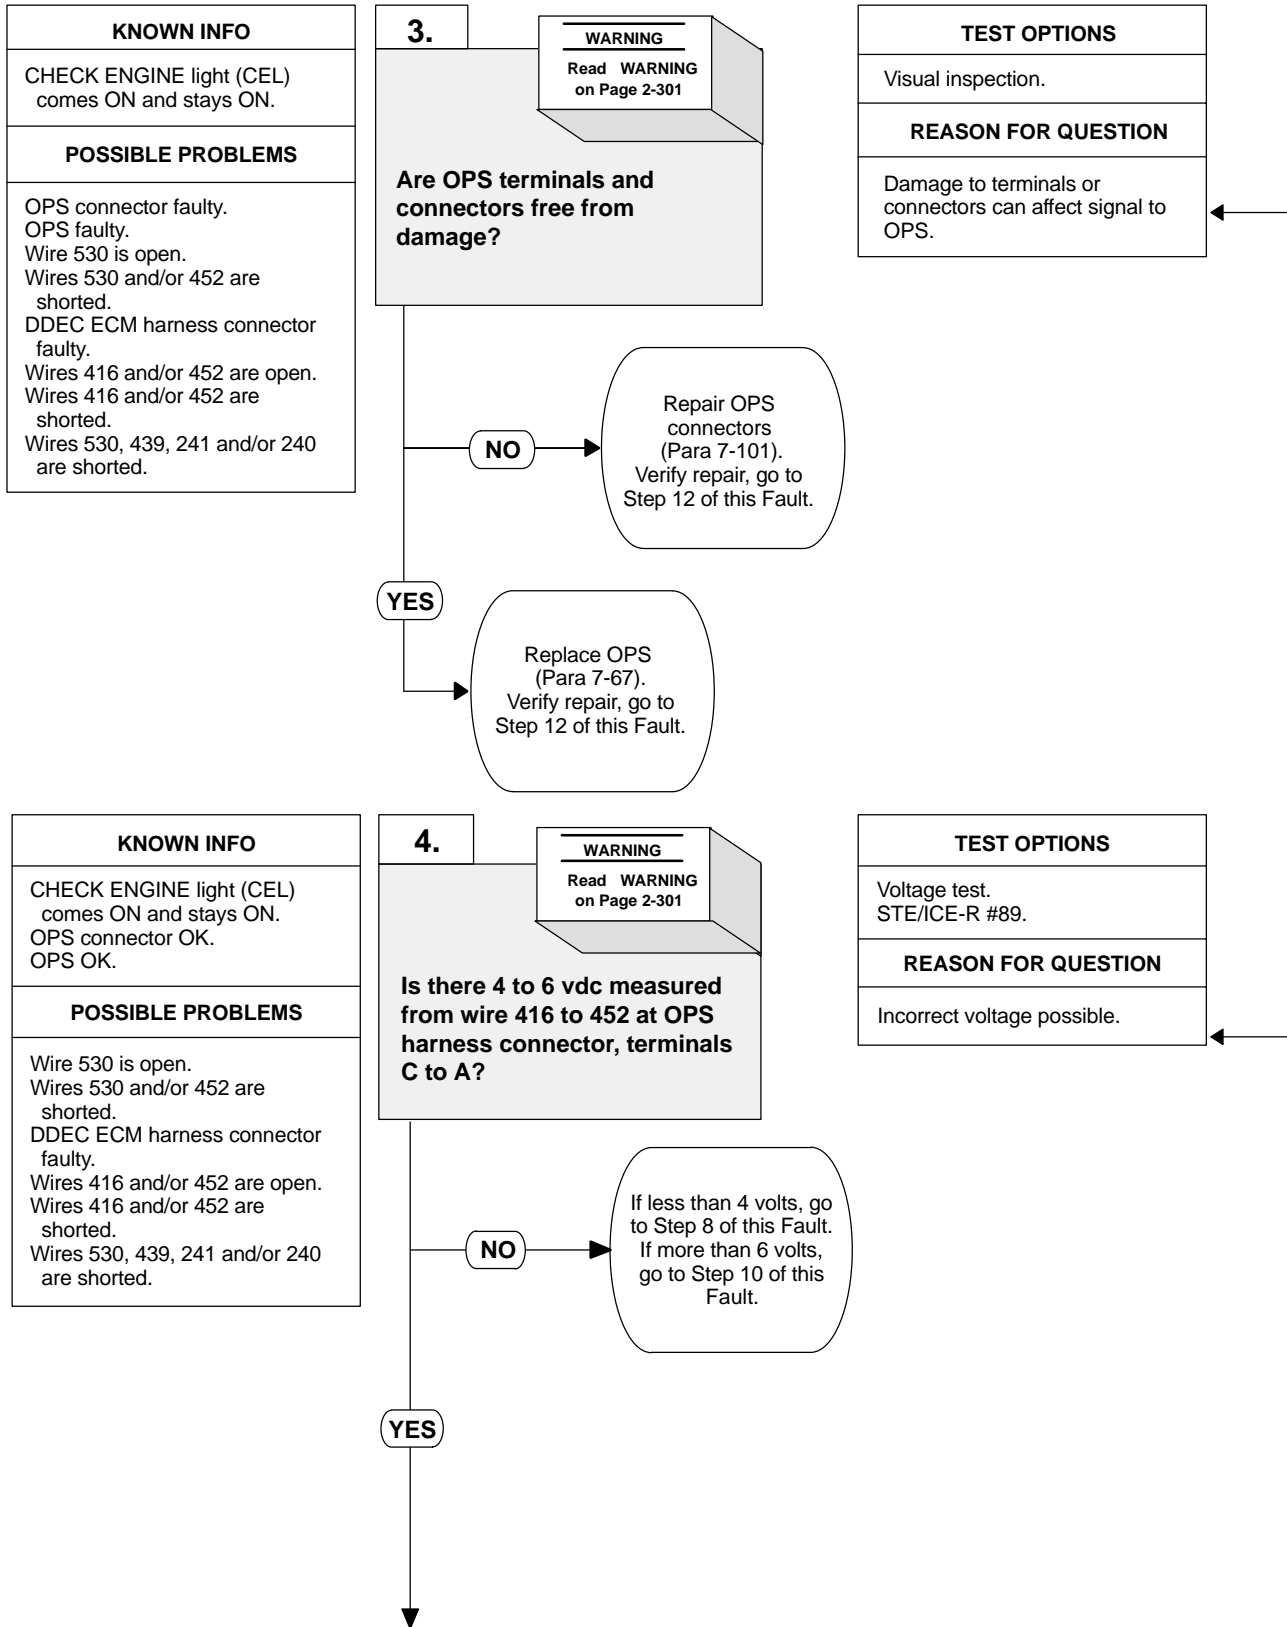 KNOWN INFO
CHECK ENGINE light (CEL)
comes ON and stays ON.
POSSIBLE PROBLEMS
OPS connector faulty.
OPS faulty.
Wire 530 is open.
Wires 530 and/or 452 are
shorted.
DDEC ECM harness connector
faulty.
Wires 416 and/or 452 are open.
Wires 416 and/or 452 are
shorted.
Wires 530, 439, 241 and/or 240
are shorted.
3.
WARNING
Read WARNING
on Page 2-301
Are OPS terminals and
connectors free from
damage?
TEST OPTIONS
Visual inspection.
REASON FOR QUESTION
Damage to terminals or
connectors can affect signal to
OPS.
NO
Repair OPS
connectors
(Para 7-101).
Verify repair, go to
Step 12 of this Fault.
YES
Replace OPS
(Para 7-67).
Verify repair, go to
Step 12 of this Fault.
KNOWN INFO
CHECK ENGINE light (CEL)
comes ON and stays ON.
OPS connector OK.
OPS OK.
POSSIBLE PROBLEMS
Wire 530 is open.
Wires 530 and/or 452 are
shorted.
DDEC ECM harness connector
faulty.
Wires 416 and/or 452 are open.
Wires 416 and/or 452 are
shorted.
Wires 530, 439, 241 and/or 240
are shorted.
4.
WARNING
Read WARNING
on Page 2-301
Is there 4 to 6 vdc measured
from wire 416 to 452 at OPS
harness connector, terminals
C to A?
TEST OPTIONS
Voltage test.
STE/ICE-R #89.
REASON FOR QUESTION
Incorrect voltage possible.
NO
If less than 4 volts, go
to Step 8 of this Fault.
If more than 6 volts,
go to Step 10 of this
Fault.
YES